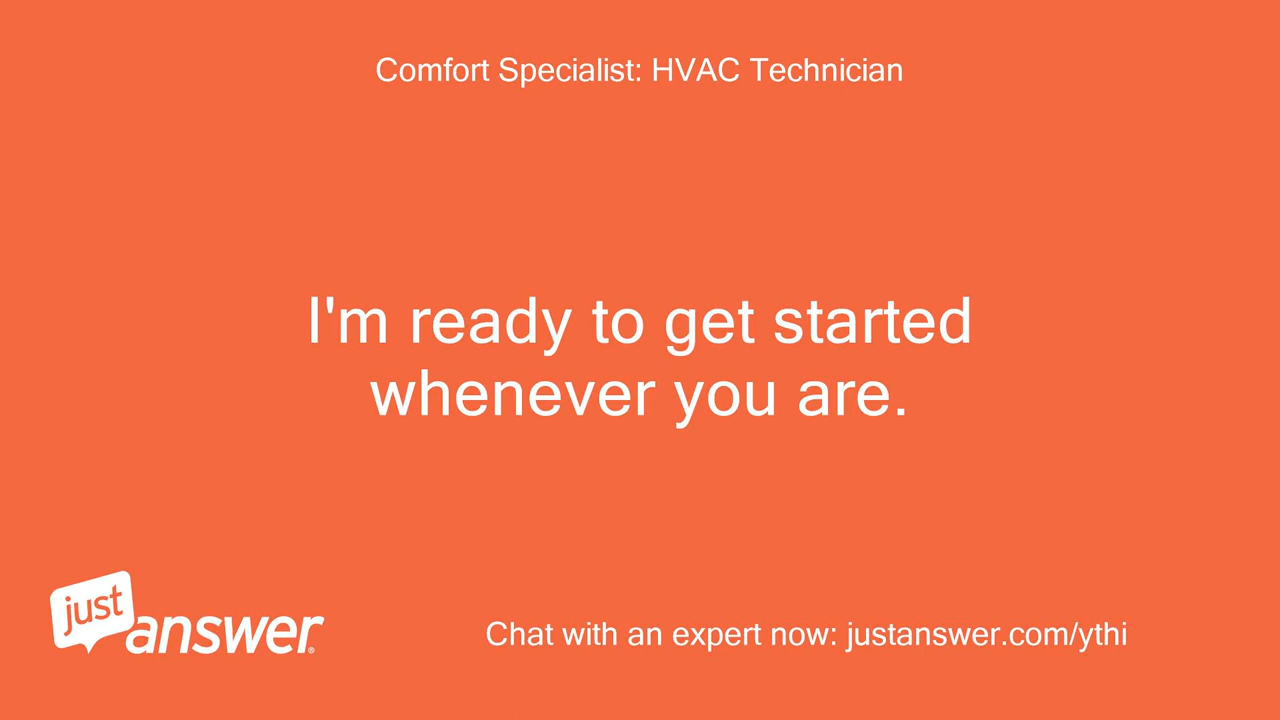 Comfort Specialist: HVAC Technician
I'm ready to get started
whenever you are.
just
answer®
Chat with an expert now: justanswer.com/ythi